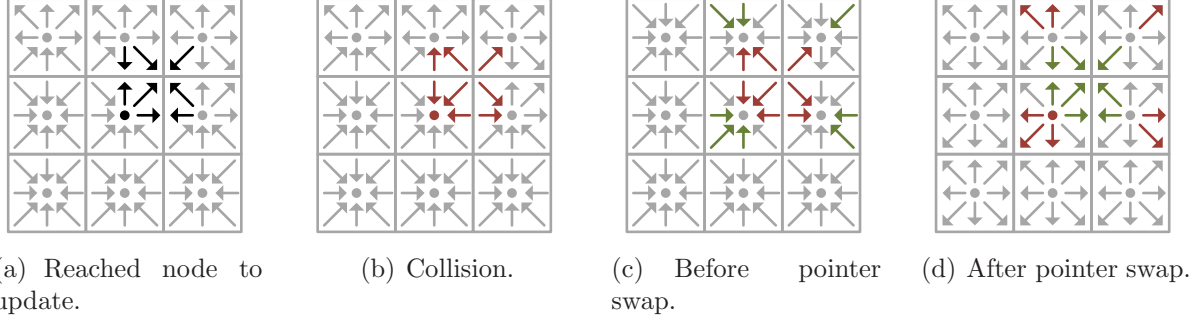 (a) Reached node to
update.
(b) Collision.
(c) Before pointer
swap.
(d) After pointer swap.